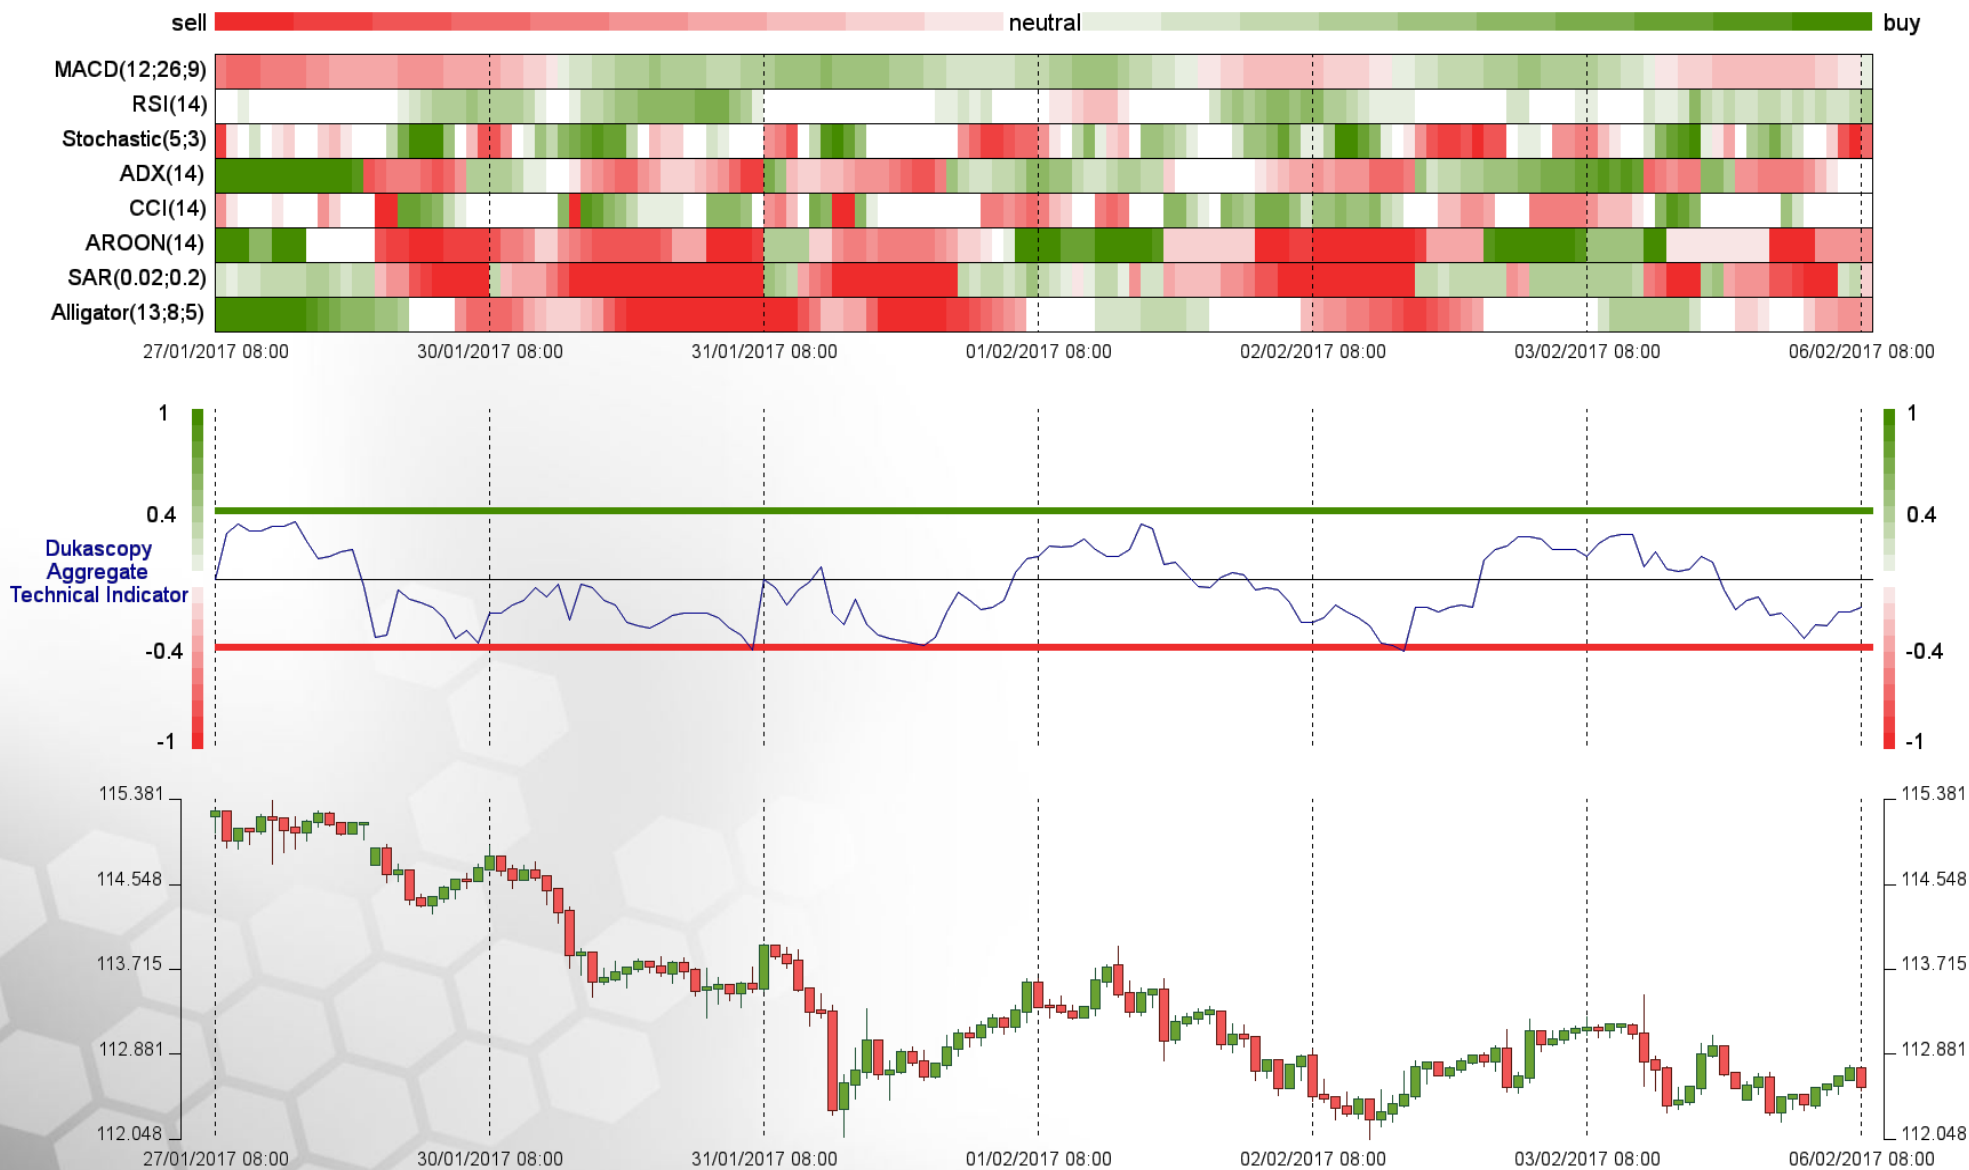 sell neutral buy
MACD(12;26;9)
RSI(14)
Stochastic(5;3)
ADX(14)
CCI(14)
AROON(14)
SAR(0.02;0.2)
Alligator(13;8;5)
27/01/2017 08:00 30/01/2017 08:00 31/01/2017 08:00 01/02/2017 08:00 02/02/2017 08:00 03/02/2017 08:00 06/02/2017 08:00
1 1
0.4 0.4
Dukascopy
Aggregate
Technical Indicator
-0.4 -0.4
-1 -1
115.381 115.381
114.548 114.548
113.715 113.715
112.881 112.881
112.048 112.048
27/01/2017 08:00 30/01/2017 08:00 31/01/2017 08:00 01/02/2017 08:00 02/02/2017 08:00 03/02/2017 08:00 06/02/2017 08:00